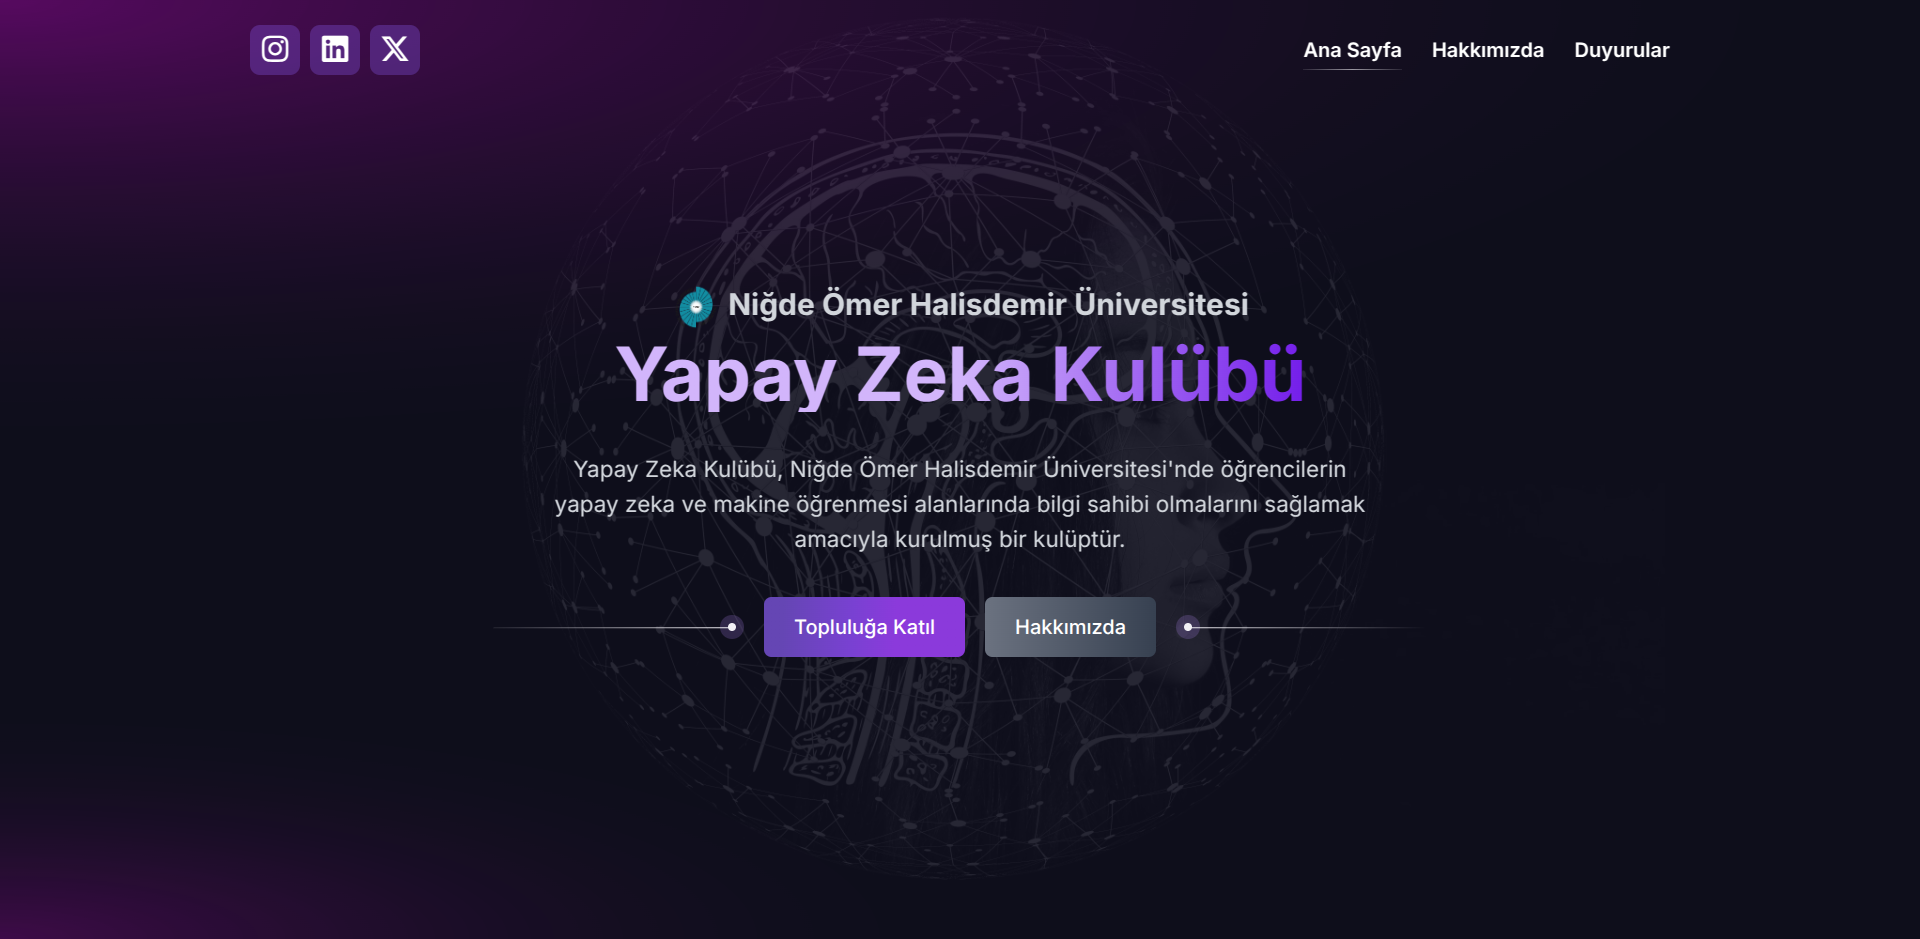 Ana Sayfa Hakkımızda Duyurular
Niğde Ömer Halisdemir Üniversitesi
Yapay Zeka Kulübü
Yapay Zeka Kulübü, Niğde Ömer Halisdemir Üniversitesi'nde öğrencilerin
yapay zeka ve makine öğrenmesi alanlarında bilgi sahibi olmalarını sağlamak
amacıyla kurulmuş bir kulüptür.
Topluluğa Katıl Hakkımızda